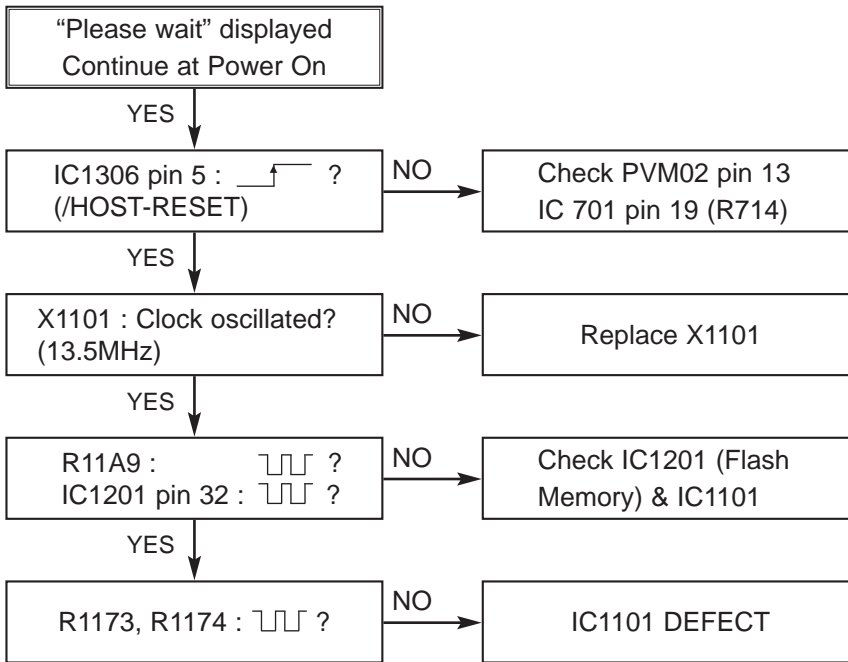 “Please wait” displayed
Continue at Power On
YES
IC1306 pin 5 : ?
(/HOST-RESET)
NO
Check PVM02 pin 13
IC 701 pin 19 (R714)
YES
X1101 : Clock oscillated?
(13.5MHz)
NO
Replace X1101
YES
R11A9 : ?
IC1201 pin 32 : ?
NO
Check IC1201 (Flash
Memory) & IC1101
YES
R1173, R1174 : ?
NO
IC1101 DEFECT